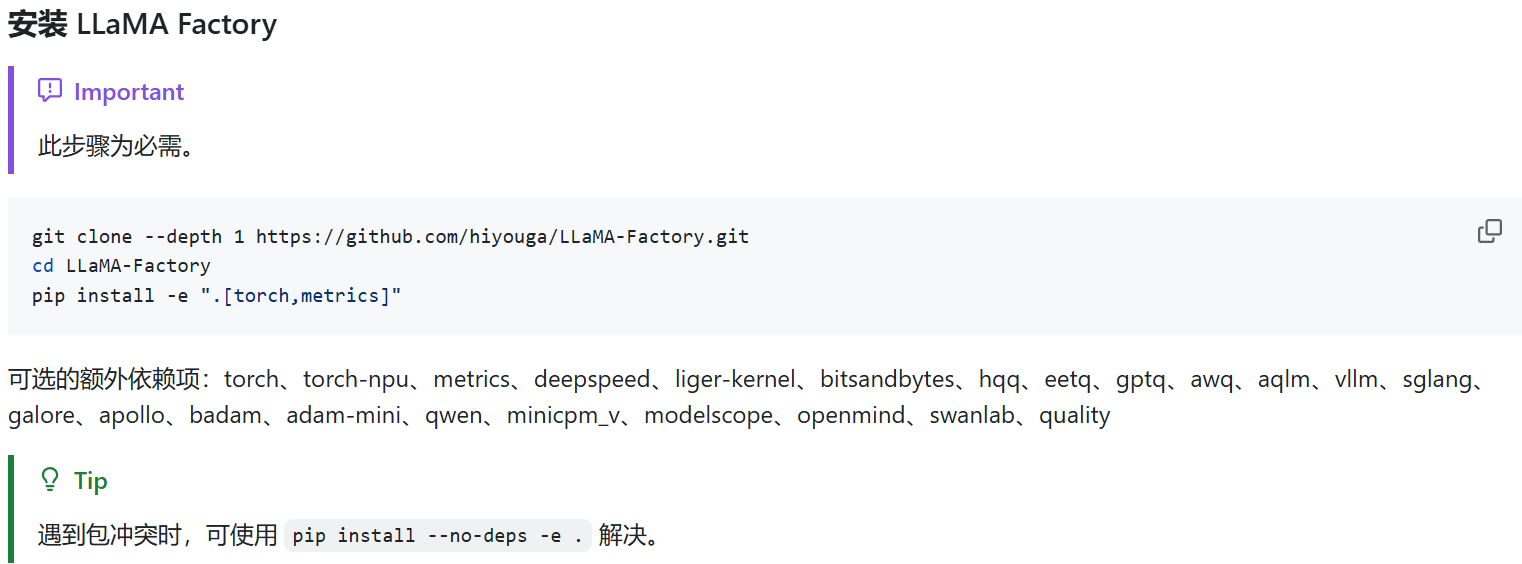 安装 LLaMA Factory
Important
此步骤为必需。
git clone --depth 1 https://github.com/hiyouga/LLaMA-Factory.git
cd LLaMA-Factory
pip install -e ".[torch,metrics]"
可选的额外依赖项：torch、torch-npu、metrics、deepspeed、liger-kernel、bitsandbytes、hqq、eetq、gptq、awq、aqlm、vllm、sglang、
galore、apollo、badam、adam-mini、qwen、minicpm_v、modelscope、openmind、swanlab、quality
Tip
遇到包冲突时，可使用 pip install --no-deps -e . 解决。